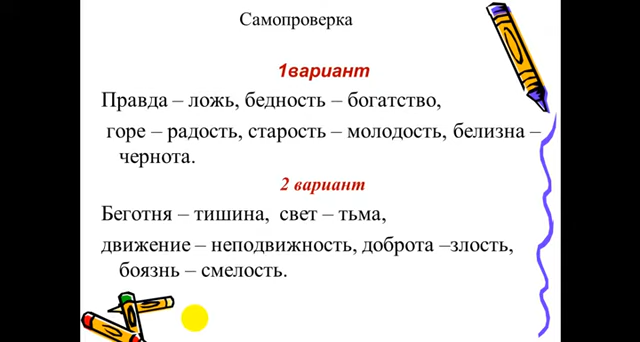 Самопроверка
1вариант
Правда – ложь, бедность – богатство,
горе – радость, старость – молодость, белизна –
чернота.
2 вариант
Беготня – тишина, свет – тьма,
движение – неподвижность, доброта –злость,
боязнь – смелость.